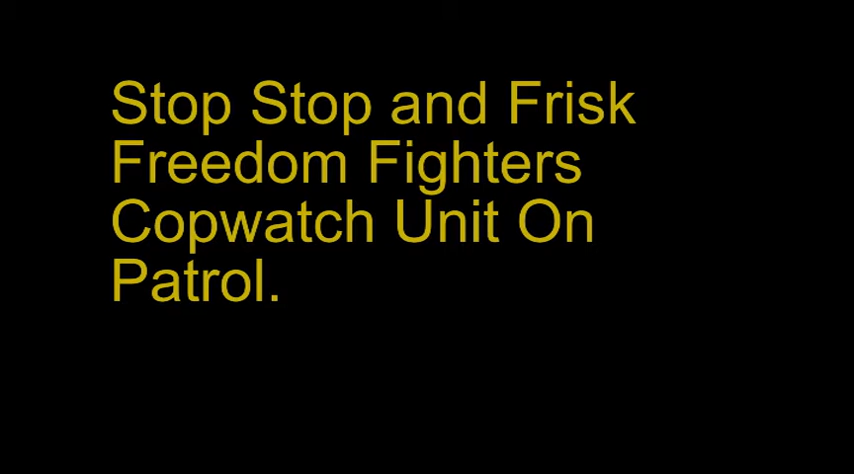 Stop Stop and Frisk
Freedom Fighters
Copwatch Unit On
Patrol.